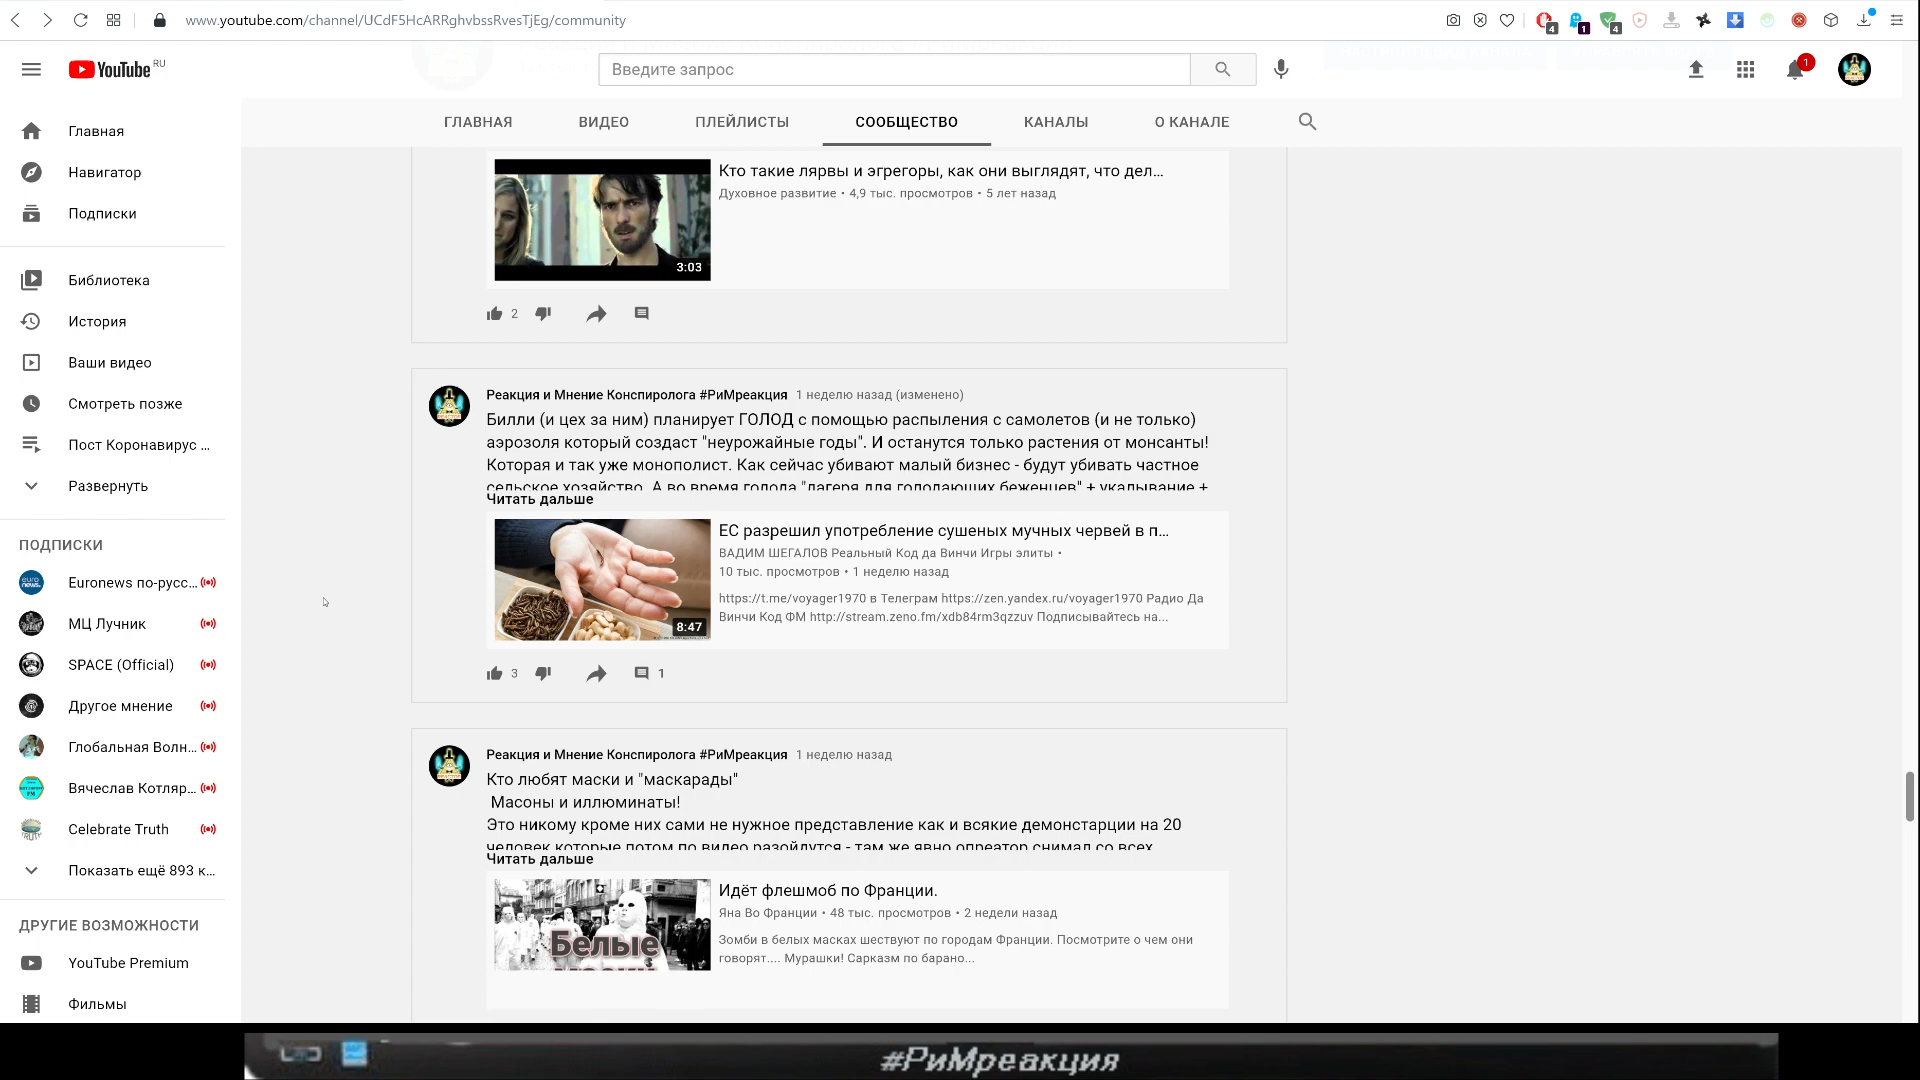 www.youtube.com/channel/UCdF5HcARRghvbssRvesTjEg/community
4
1
4
YouTube RU
Введите запрос
1
ГЛАВНАЯ
ВИДЕО
ПЛЕЙЛИСТЫ
СООБЩЕСТВО
КАНАЛЫ
О КАНАЛЕ
Главная
Навигатор
Подписки
Библиотека
История
Ваши видео
Смотреть позже
Пост Коронавирус ...
Развернуть
ПОДПИСКИ
Euronews по-русс...
МЦ Лучник
SPACE (Official)
Другое мнение
Глобальная Волн...
Вячеслав Котляр...
Celebrate Truth
Показать ещё 893 к...
ДРУГИЕ ВОЗМОЖНОСТИ
YouTube Premium
Фильмы
3:03
Кто такие лярвы и эгрегоры, как они выглядят, что дел...
Духовное развитие • 4,9 тыс. просмотров • 5 лет назад
2
Реакция и Мнение Конспиролога #РиМреакция 1 неделю назад (изменено)
Билли (и цех за ним) планирует ГОЛОД с помощью распыления с самолетов (и не только)
аэрозоля который создаст "неурожайные годы". И останутся только растения от монсанты!
Которая и так уже монополист. Как сейчас убивают малый бизнес - будут убивать частное
сельское хозяйство. А во время голода "лагеря для голодающих беженцев" + укалывание +
Читать дальше
8:47
ЕС разрешил употребление сушеных мучных червей в п...
ВАДИМ ШЕГАЛОВ Реальный Код да Винчи Игры элиты •
10 тыс. просмотров • 1 неделю назад
https://t.me/voyager1970 в Телеграм https://zen.yandex.ru/voyager1970 Радио Да
Винчи Код ФМ http://stream.zeno.fm/xdb84rm3qzzuv Подписывайтесь на...
3
1
Реакция и Мнение Конспиролога #РиМреакция 1 неделю назад
Кто любят маски и "маскарады"
Масоны и иллюминаты!
Это никому кроме них сами не нужное представление как и всякие демонстарции на 20
человек которые потом по видео разойдутся - там же явно опреатор снимал со всех
Читать дальше
Белые
Идёт флешмоб по Франции.
Яна Во Франции • 48 тыс. просмотров • 2 недели назад
Зомби в белых масках шествуют по городам Франции. Посмотрите о чем они
говорят.... Мурашки! Сарказм по барано...
#РиМреакция